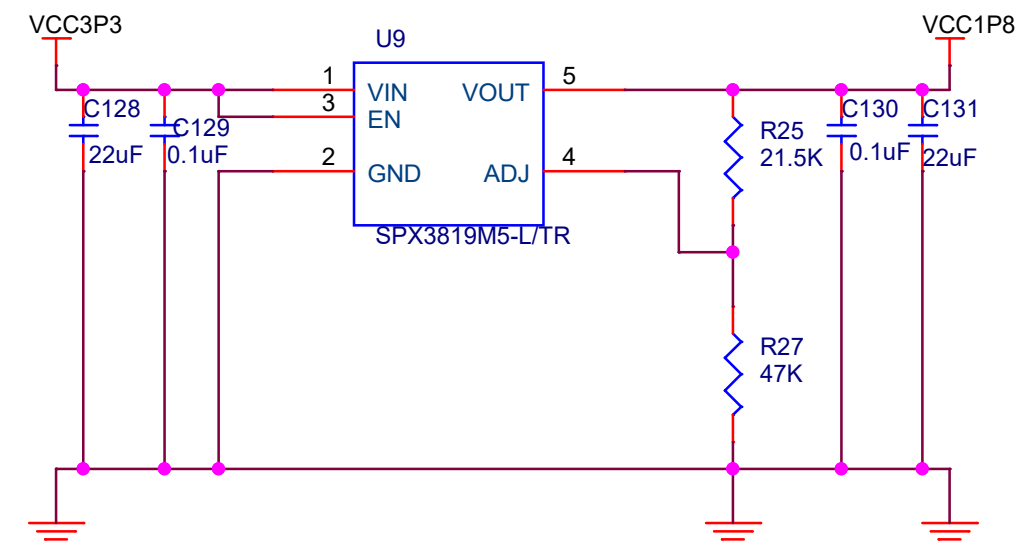 VCC3P3
VCC1P8
U9
1
VIN
VOUT
5
3
EN
2
GND
ADJ
4
SPX3819M5-L/TR
C128
22uF
C129
0.1uF
R25
21.5K
C130
0.1uF
C131
22uF
R27
47K